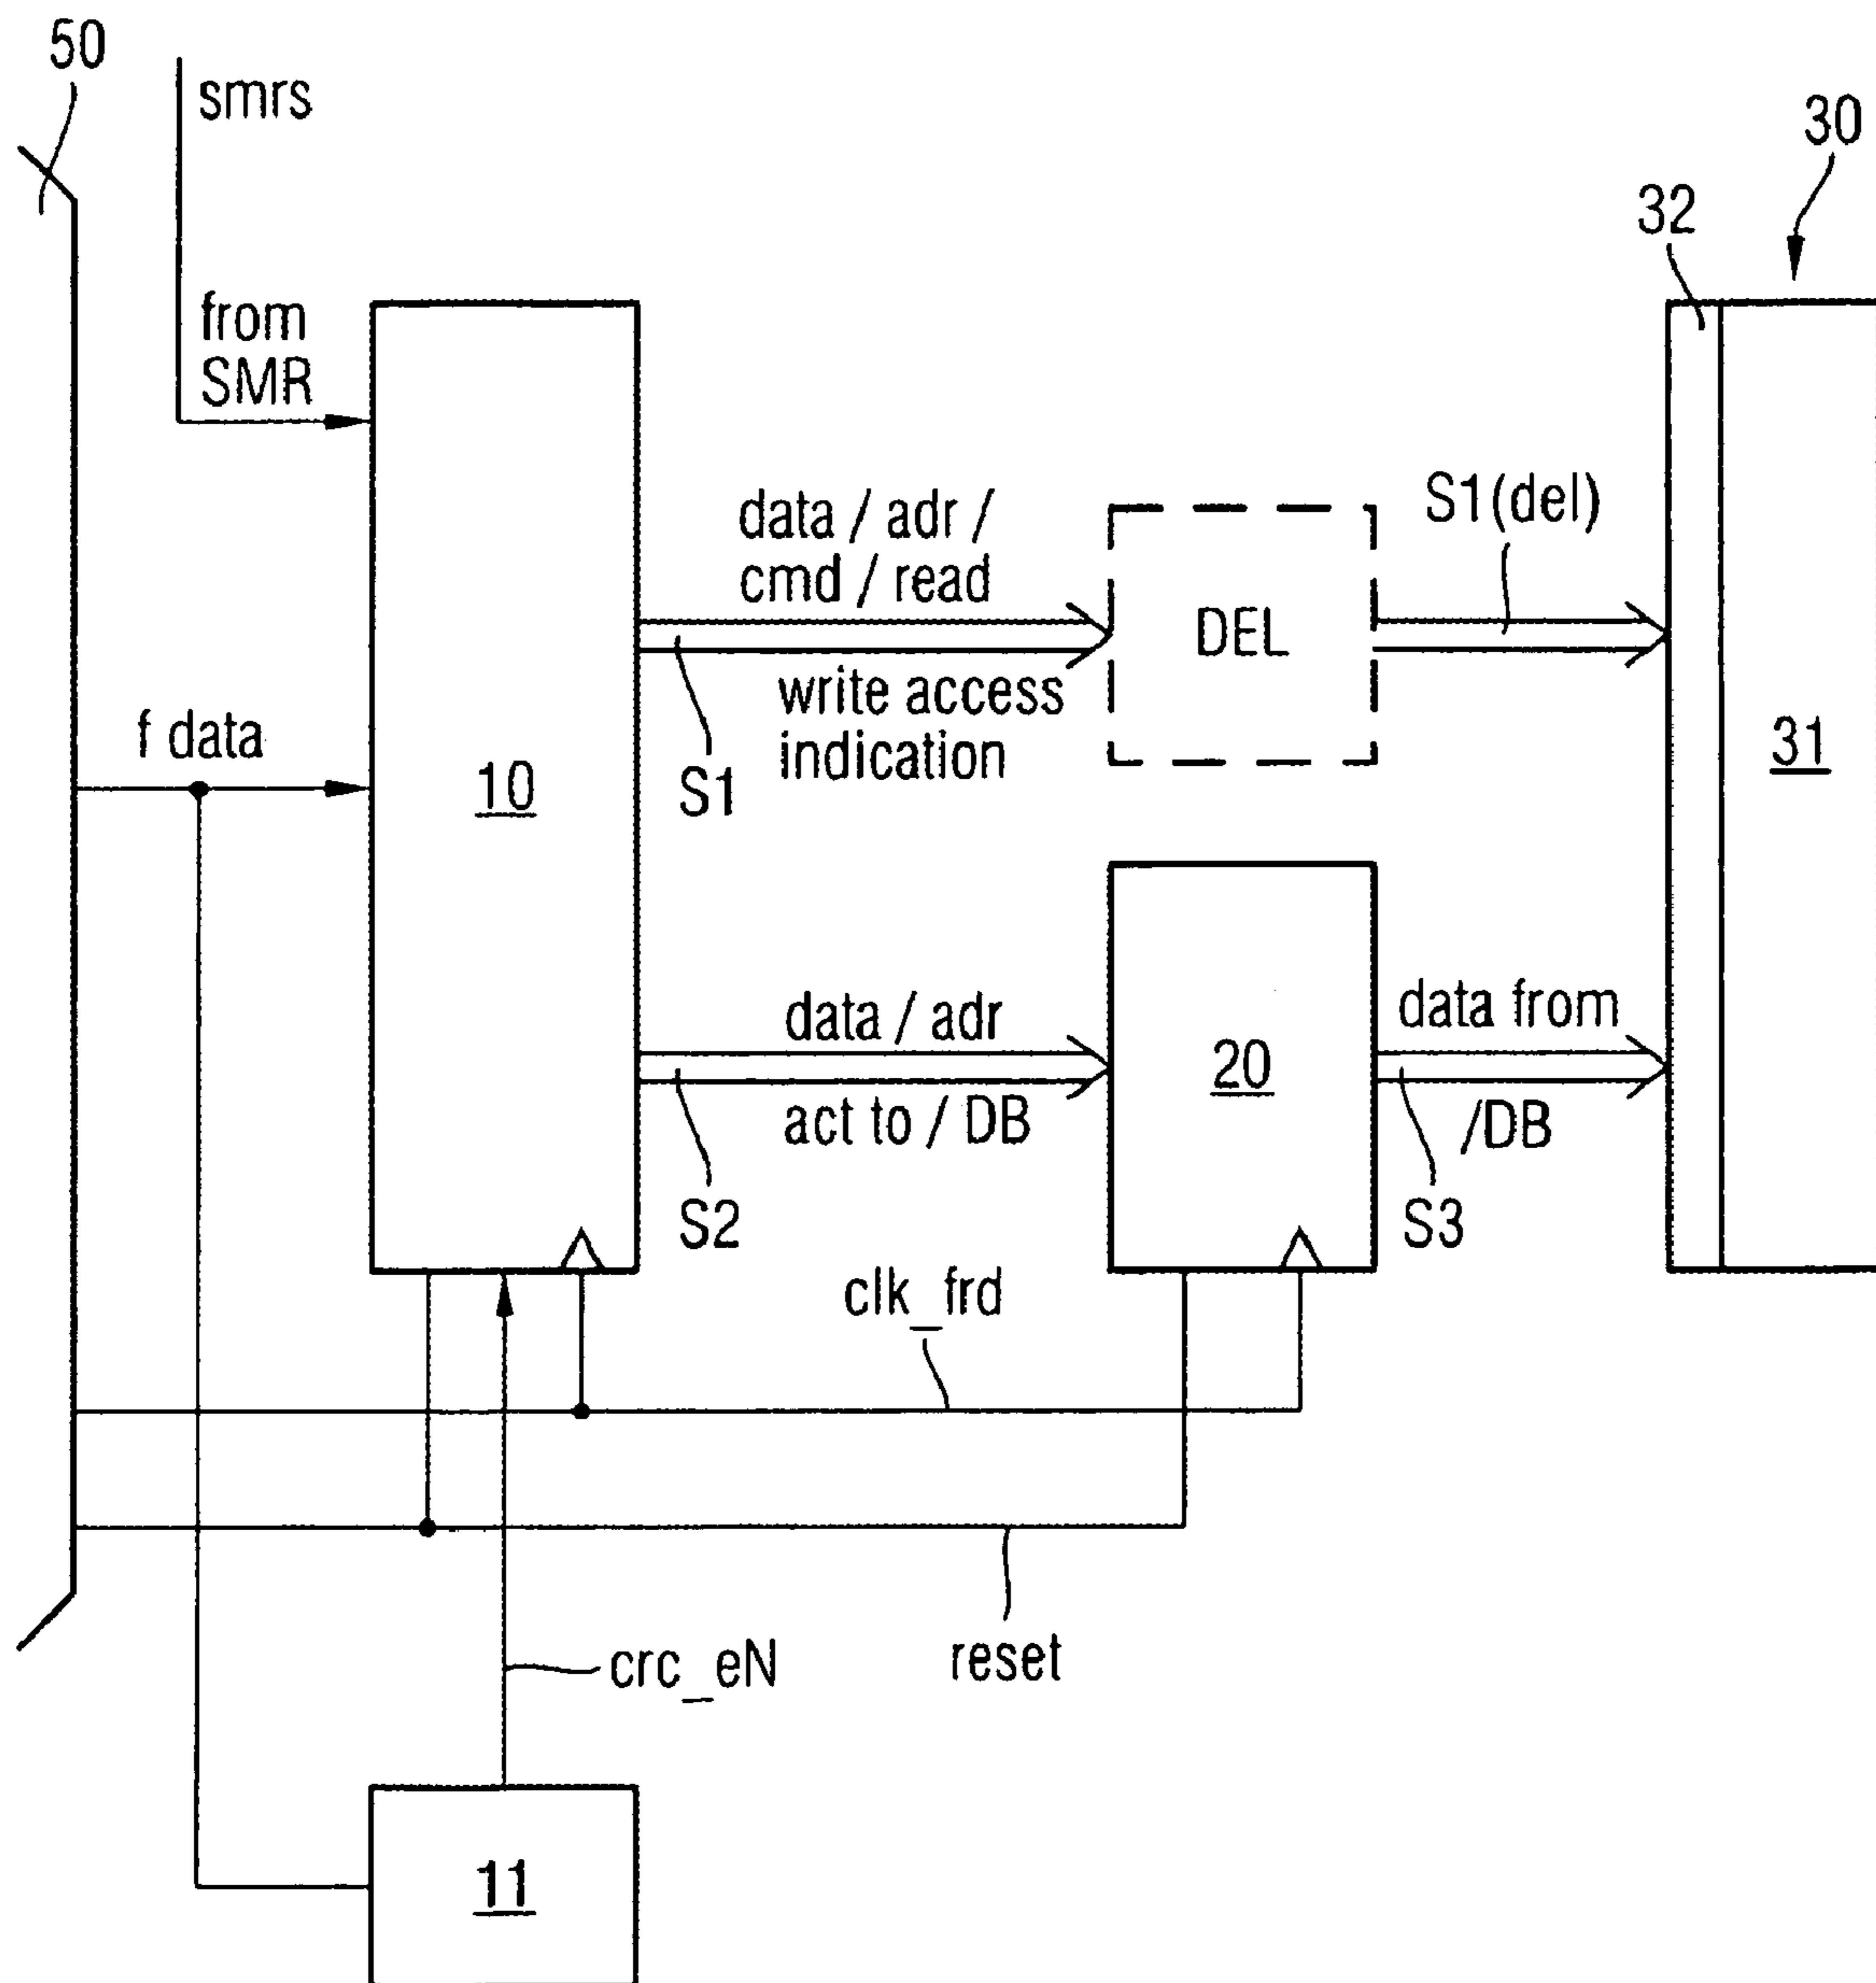 50
smrs
30
32
from
SMR
data / adr /
cmd / read
S1(del)
DEL
write access
indication
S1
f data
10
31
data / adr
act to / DB
S2
20
data from
/DB
S3
clk_frd
reset
crc_eN
11